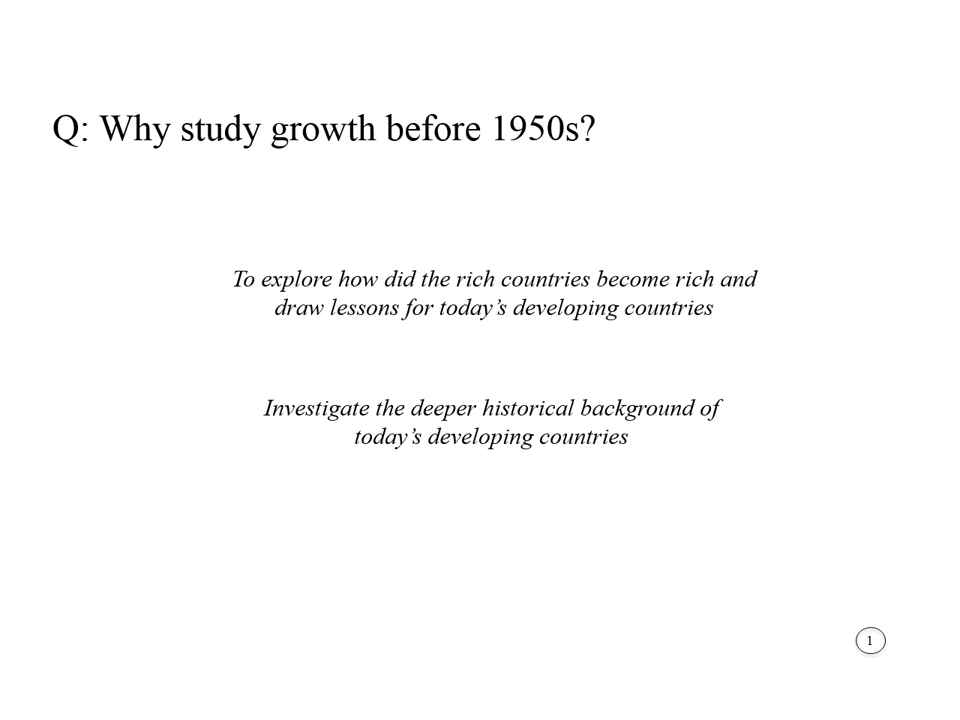 Q: Why study growth before 1950s?
To explore how did the rich countries become rich and
draw lessons for today’s developing countries
Investigate the deeper historical background of
today’s developing countries
1